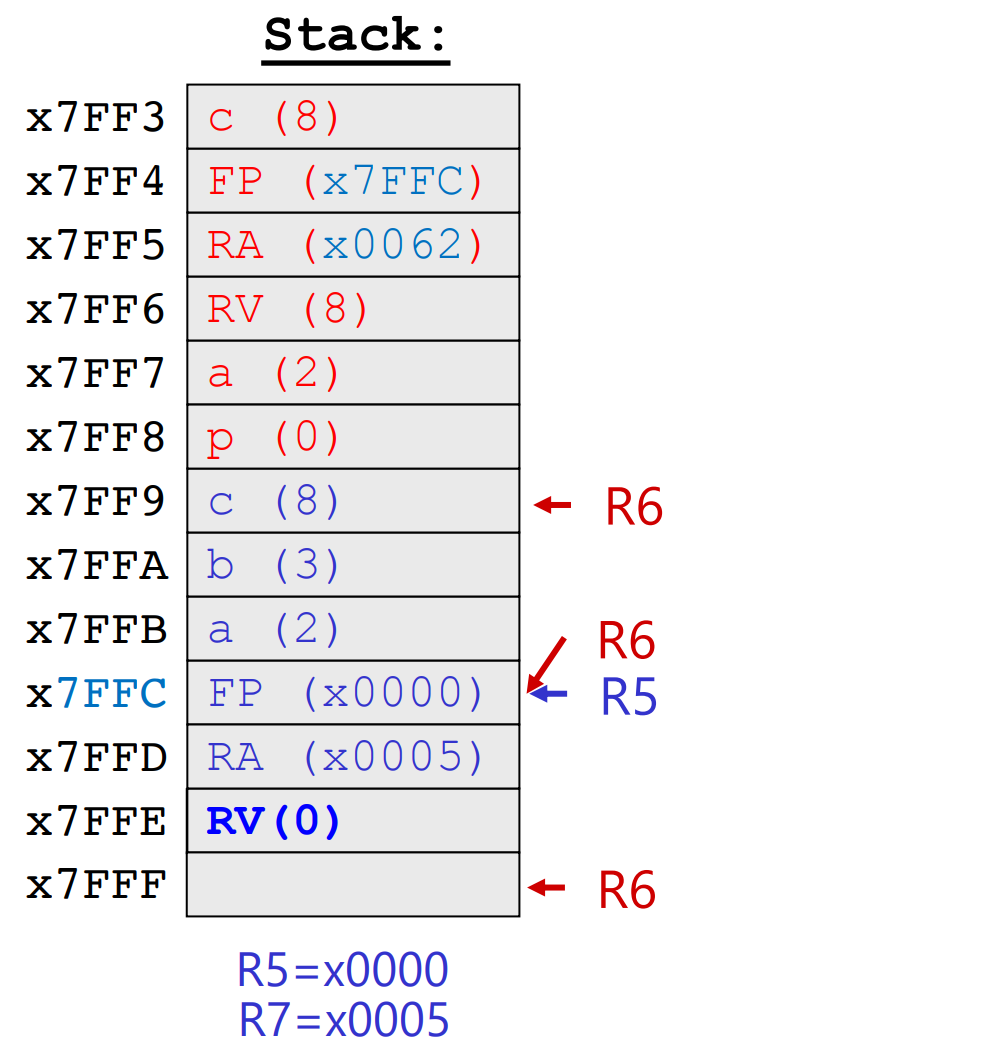 Stack:
x7FF3 c (8)
x7FF4 FP (x7FFC)
x7FF5 RA (x0062)
x7FF6 RV (8)
x7FF7 a (2)
x7FF8 p (0)
x7FF9 c (8) R6
x7FFA b (3)
x7FFB a (2) R6
x7FFC FP (x0000) R5
x7FFD RA (x0005)
x7FFE RV(0)
x7FFF R6
R5=x0000
R7=x0005